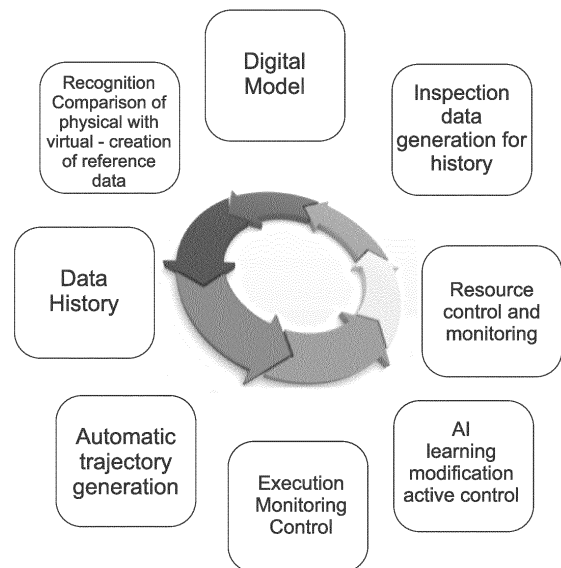 Digital
Model
Recognition
Comparison of
physical with
virtual - creation
of reference
data
Inspection
data
generation for
history
Data
History
Resource
control and
monitoring
Automatic
trajectory
generation
Execution
Monitoring
Control
AI
learning
modification
active control